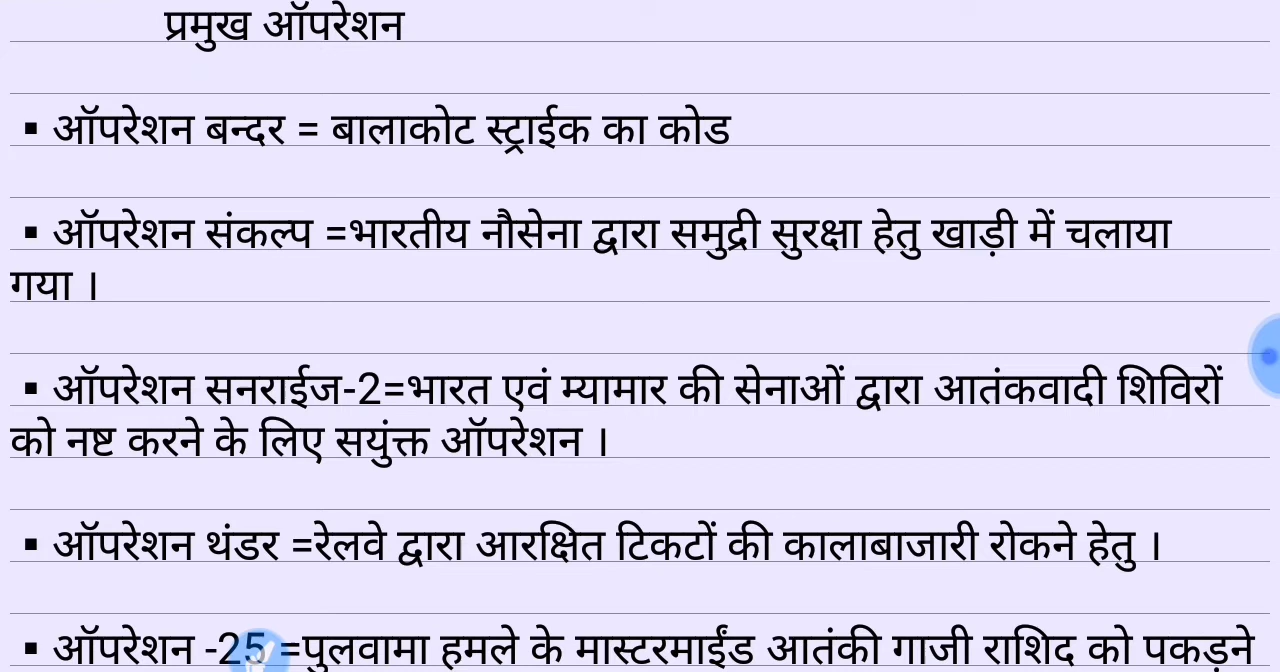 प्रमुख ऑपरेशन
▪ ऑपरेशन बन्दर = बालाकोट स्ट्राईक का कोड
▪ ऑपरेशन संकल्प =भारतीय नौसेना द्वारा समुद्री सुरक्षा हेतु खाड़ी में चलाया
गया ।
▪ ऑपरेशन सनराईज-2=भारत एवं म्यामार की सेनाओं द्वारा आतंकवादी शिविरों
को नष्ट करने के लिए सयुंक्त ऑपरेशन ।
▪ ऑपरेशन थंडर =रेलवे द्वारा आरक्षित टिकटों की कालाबाजारी रोकने हेतु ।
▪ ऑपरेशन -25 =पुलवामा हमले के मास्टरमाईंड आतंकी गाजी राशिद को पकड़ने